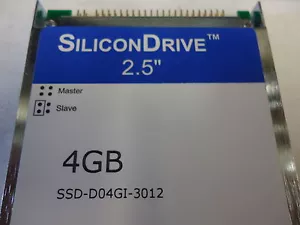 SILICONDRIVE™
2.5"
Master
Slave
4GB
SSD-D04GI-3012